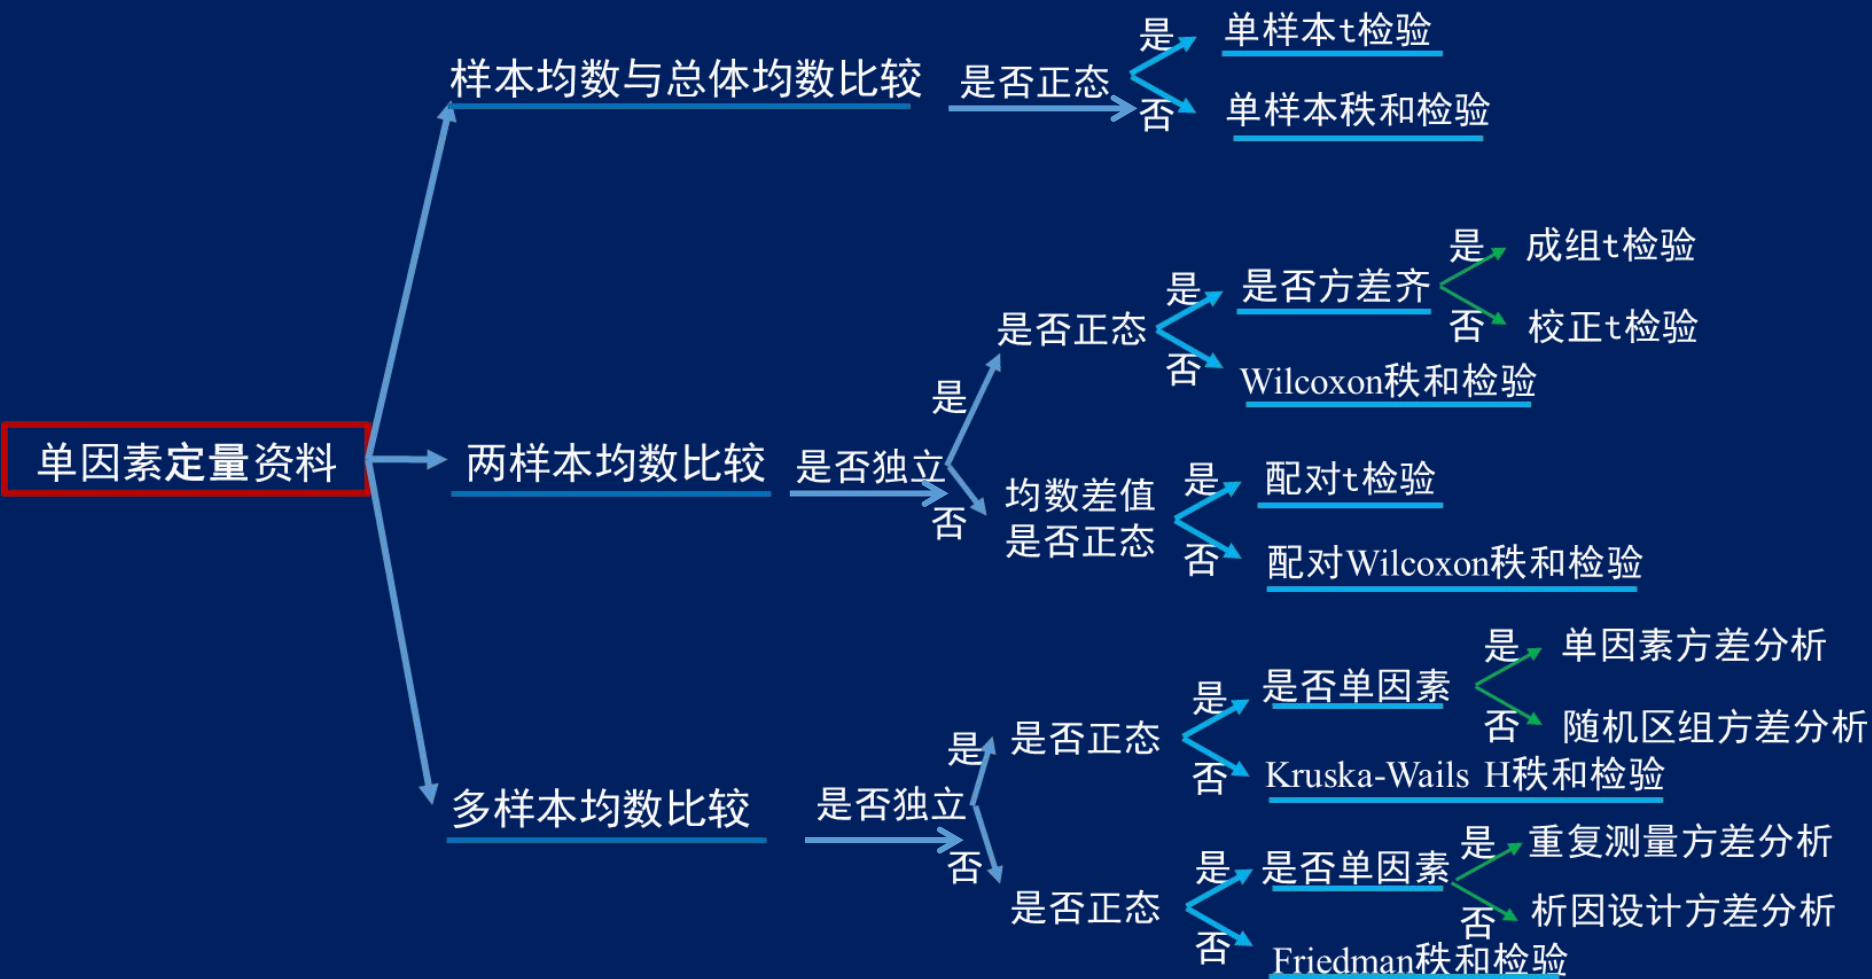 单因素定量资料
样本均数与总体均数比较
是否正态
是
单样本t检验
否
单样本秩和检验
两样本均数比较
是否独立
是
是否正态
是
是否方差齐
是
成组t检验
否
校正t检验
否
Wilcoxon秩和检验
否
均数差值
是否正态
是
配对t检验
否
配对Wilcoxon秩和检验
多样本均数比较
是否独立
是
是否正态
是
是否单因素
是
单因素方差分析
否
随机区组方差分析
否
Kruska-Wails H秩和检验
否
是否正态
是
是否单因素
是
重复测量方差分析
否
析因设计方差分析
否
Friedman秩和检验